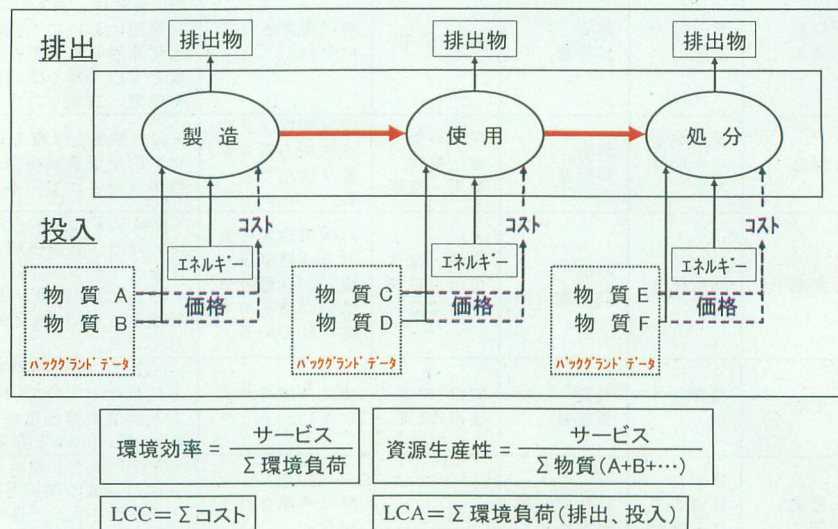 排出
排出物 排出物 排出物
製造 使用 処分
コスト コスト コスト
投入
エネルギー エネルギー エネルギー
物質A 物質C 物質E
価格 価格 価格
物質B 物質D 物質F
バックグランドデータ バックグランドデータ バックグランドデータ
環境効率=サービス/Σ環境負荷
資源生産性=サービス/Σ物質(A+B+…)
LCC=Σコスト
LCA=Σ環境負荷(排出、投入)